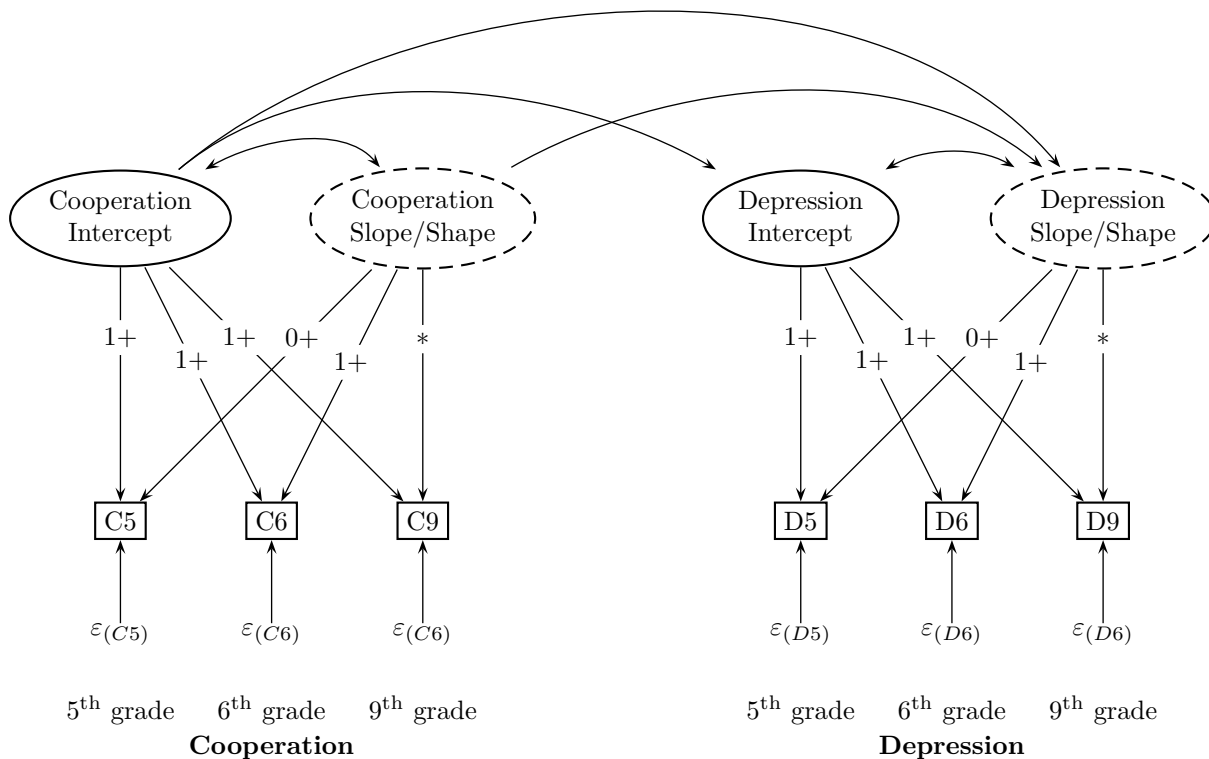 Cooperation
Intercept
Cooperation
Slope/Shape
Depression
Intercept
Depression
Slope/Shape
1+
1+
1+
0+
1+
*
1+
1+
1+
0+
1+
*
C5
C6
C9
D5
D6
D9
ε(C5)
ε(C6)
ε(C6)
ε(D5)
ε(D6)
ε(D6)
5th grade
6th grade
9th grade
5th grade
6th grade
9th grade
Cooperation
Depression